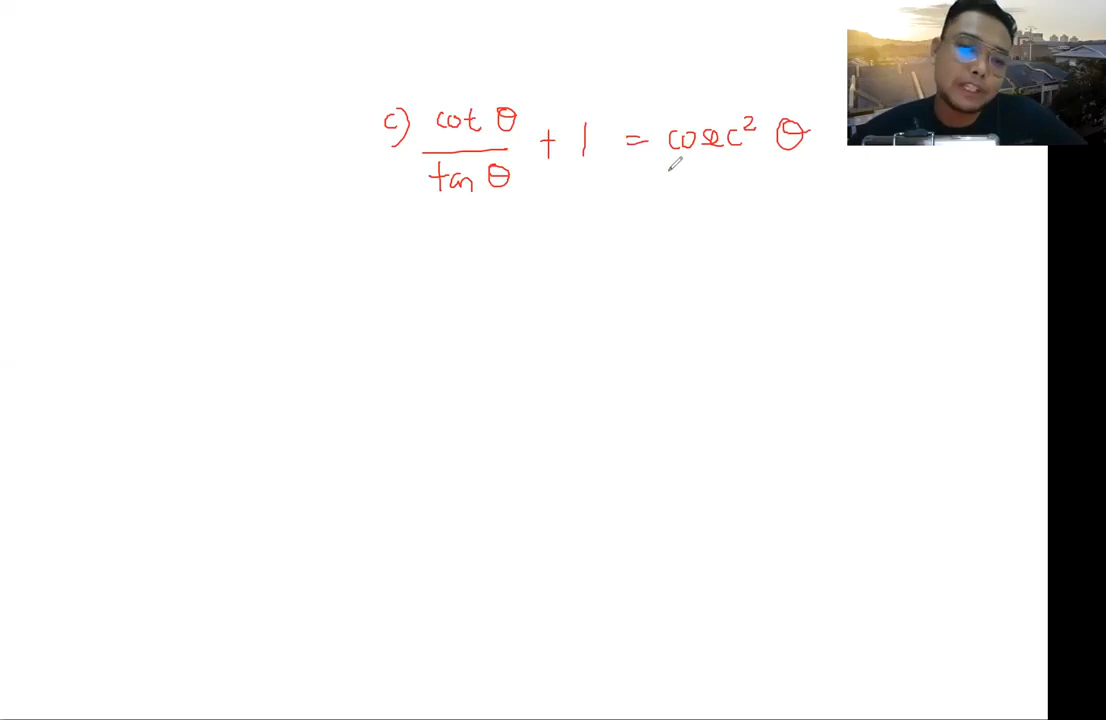 c) cot θ / tan θ + 1 = cosec² θ